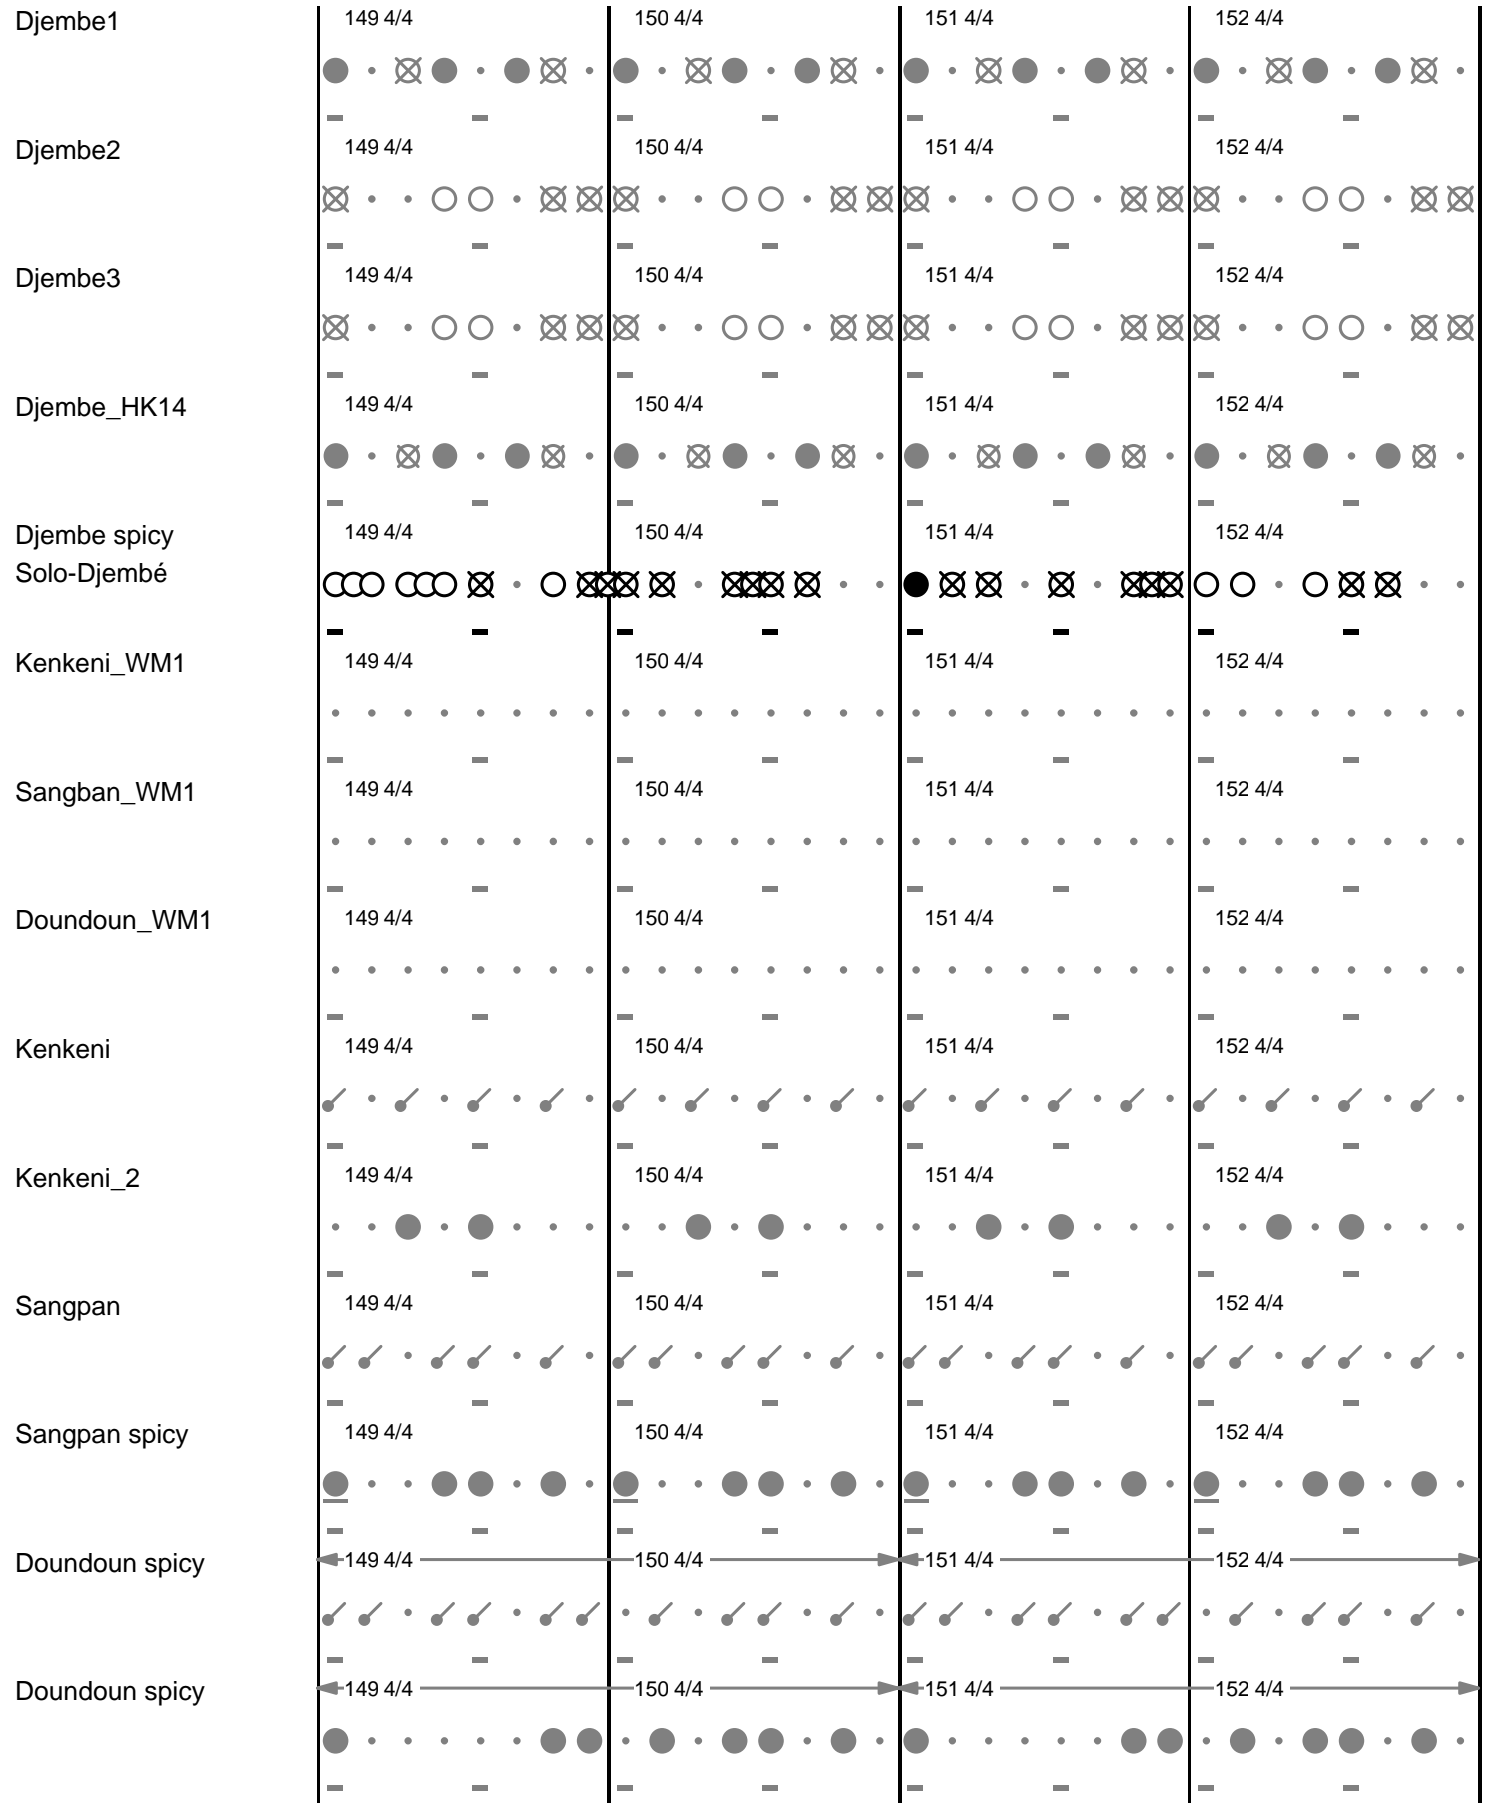 Djembe1 149 4/4 150 4/4 151 4/4 152 4/4
Djembe2 149 4/4 150 4/4 151 4/4 152 4/4
Djembe3 149 4/4 150 4/4 151 4/4 152 4/4
Djembe_HK14 149 4/4 150 4/4 151 4/4 152 4/4
Djembe spicy 149 4/4 150 4/4 151 4/4 152 4/4
Solo-Djembé
Kenkeni_WM1 149 4/4 150 4/4 151 4/4 152 4/4
Sangban_WM1 149 4/4 150 4/4 151 4/4 152 4/4
Doundoun_WM1 149 4/4 150 4/4 151 4/4 152 4/4
Kenkeni 149 4/4 150 4/4 151 4/4 152 4/4
Kenkeni_2 149 4/4 150 4/4 151 4/4 152 4/4
Sangpan 149 4/4 150 4/4 151 4/4 152 4/4
Sangpan spicy 149 4/4 150 4/4 151 4/4 152 4/4
Doundoun spicy 149 4/4 150 4/4 151 4/4 152 4/4
Doundoun spicy 149 4/4 150 4/4 151 4/4 152 4/4